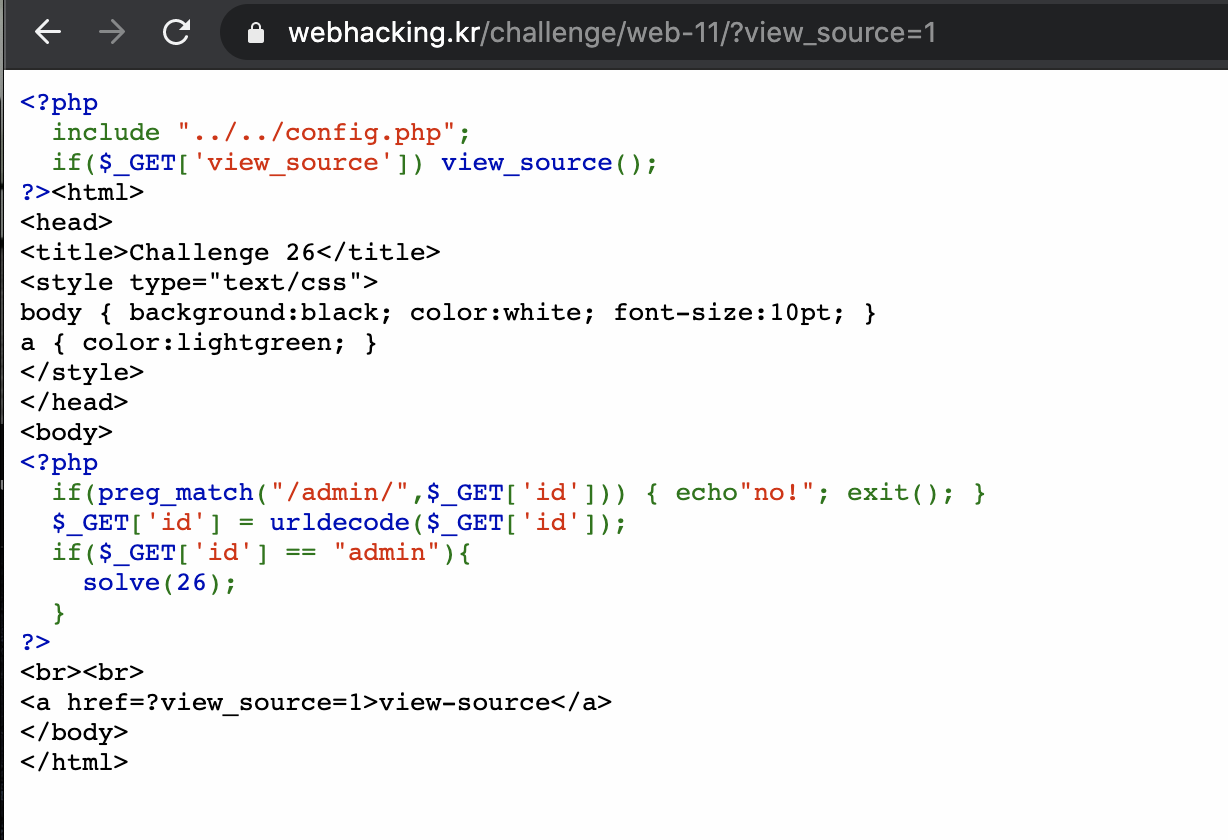 webhacking.kr/challenge/web-11/?view_source=1
<?php
  include "../../config.php";
  if($_GET['view_source']) view_source();
?><html>
<head>
<title>Challenge 26</title>
<style type="text/css">
body { background:black; color:white; font-size:10pt; }
a { color:lightgreen; }
</style>
</head>
<body>
<?php
  if(preg_match("/admin/",$_GET['id'])) { echo"no!"; exit(); }
  $_GET['id'] = urldecode($_GET['id']);
  if($_GET['id'] == "admin"){
    solve(26);
  }
?>
<br><br>
<a href=?view_source=1>view-source</a>
</body>
</html>